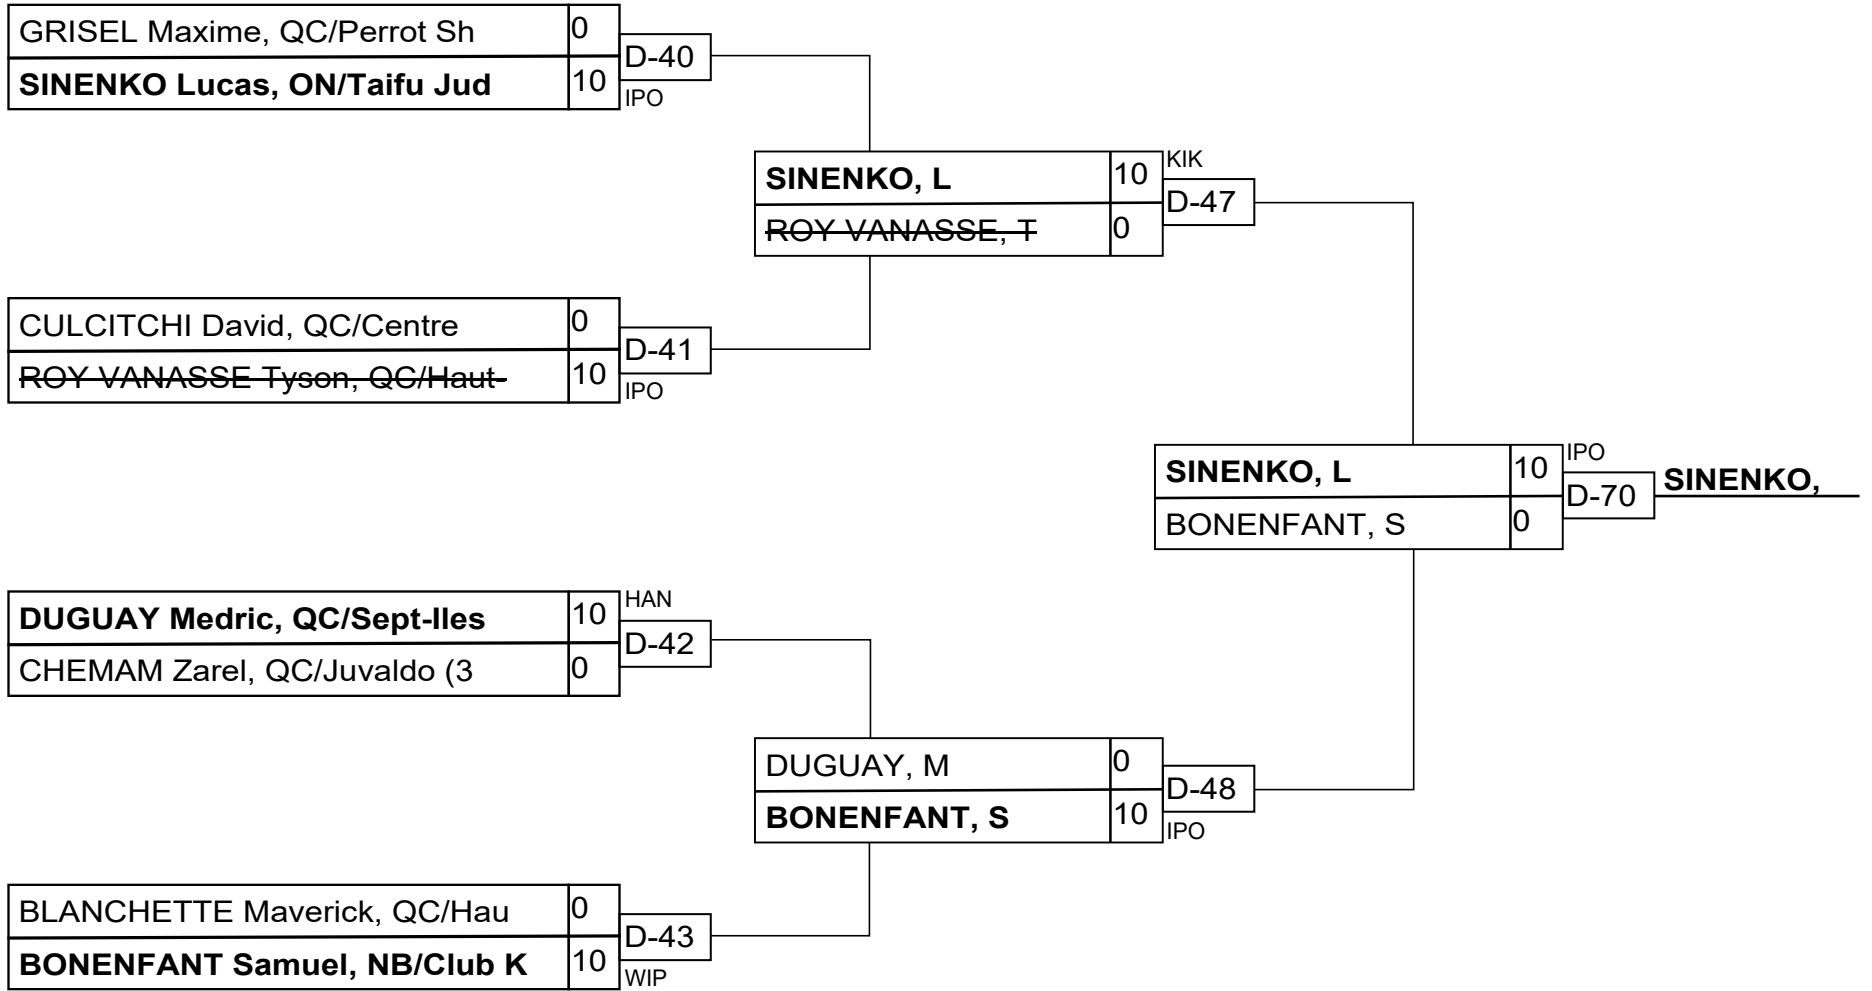 GRISEL Maxime, QC/Perrot Sh 0
D-40
SINENKO Lucas, ON/Taifu Jud 10
IPO
SINENKO, L 10 KIK
D-47
ROY VANASSE, T 0
CULCITCHI David, QC/Centre 0
D-41
ROY VANASSE Tyson, QC/Haut- 10
IPO
SINENKO, L 10 IPO
D-70 SINENKO,
BONENFANT, S 0
DUGUAY Medric, QC/Sept-Iles 10 HAN
D-42
CHEMAM Zarel, QC/Juvaldo (3 0
DUGUAY, M 0
D-48
BONENFANT, S 10
IPO
BLANCHETTE Maverick, QC/Hau 0
D-43
BONENFANT Samuel, NB/Club K 10
WIP